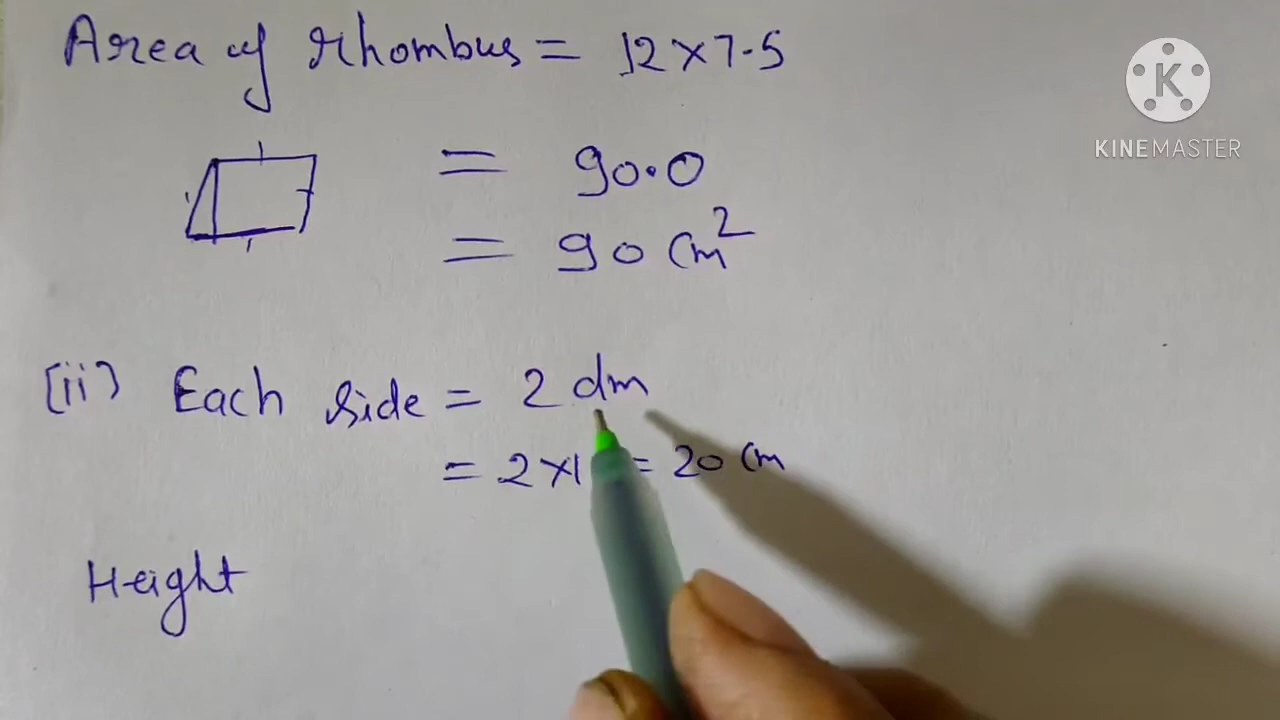 Area of rhombus = 12 × 7.5
= 90.0
= 90 cm²
(ii) Each side = 2 dm
= 2 × 1 = 20 cm
Height
K
KINEMASTER